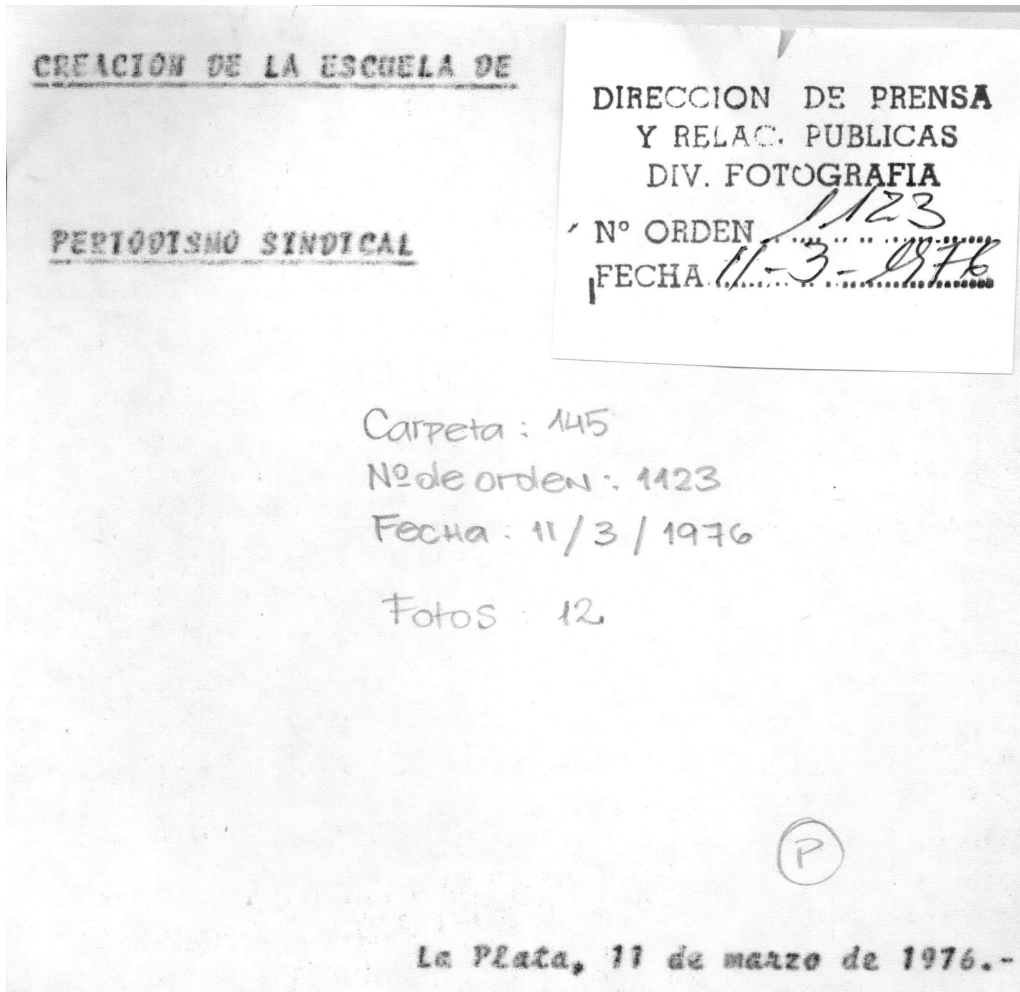 CREACION DE LA ESCUELA DE
PERIODISMO SINDICAL
DIRECCION DE PRENSA
Y RELAC. PUBLICAS
DIV. FOTOGRAFIA
Nº ORDEN 1123
FECHA 11-3-1976
Carpeta: 145
Nº de orden: 1123
Fecha: 11/3/1976
Fotos: 12
P
La Plata, 11 de marzo de 1976.-